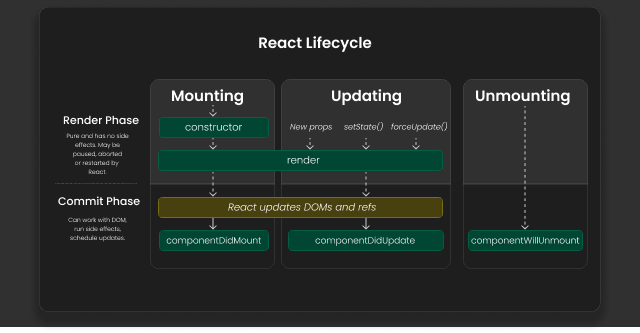 React Lifecycle
Mounting
Updating
Unmounting
Render Phase
Pure and has no side
effects. May be
paused, aborted
or restarted by
React.
constructor
New props
setState()
forceUpdate()
render
Commit Phase
Can work with DOM,
run side effects,
schedule updates.
React updates DOMs and refs
componentDidMount
componentDidUpdate
componentWillUnmount